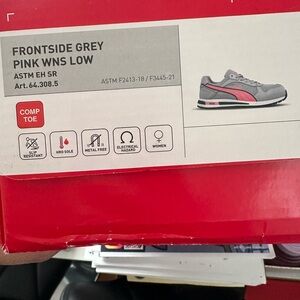 FRONTSIDE GREY
PINK WNS LOW
ASTM EH SR
Art.64.308.5
ASTM F2413-18 / F3445-21
COMP
TOE
SLIP
RESISTANT
HRO SOLE
METAL FREE
ELECTRICAL
HAZARD
WOMEN